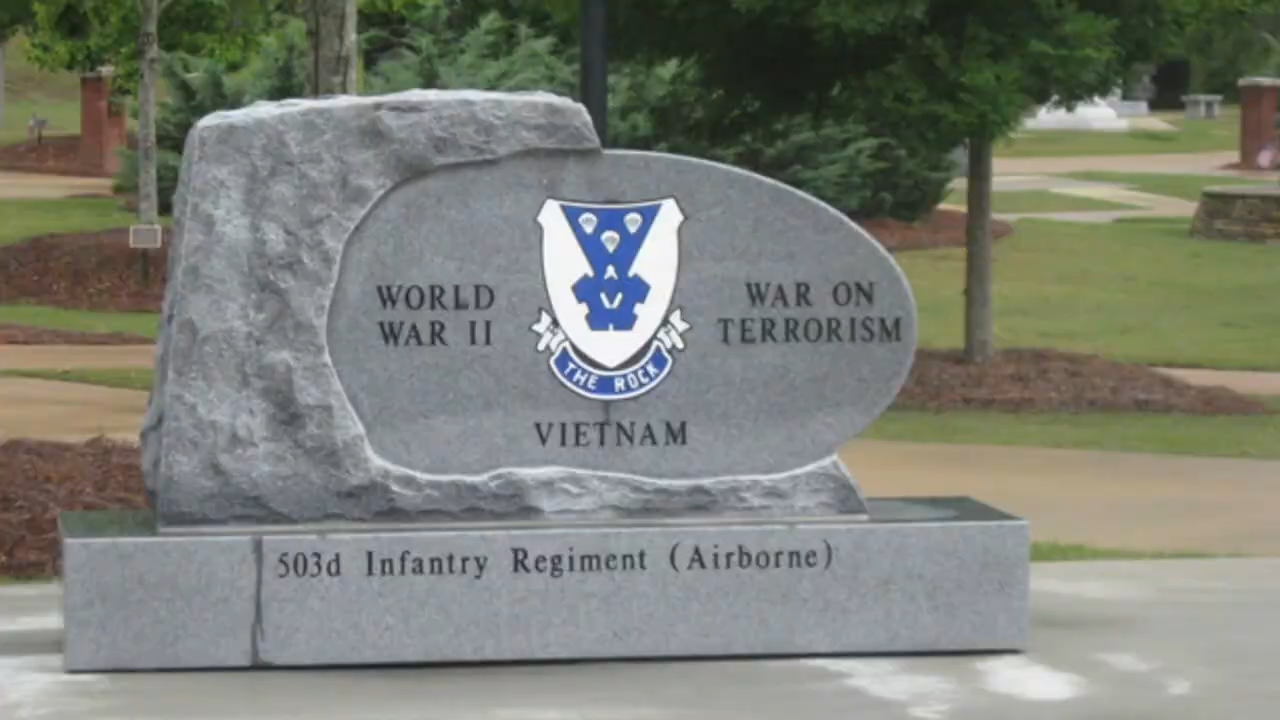 WORLD
WAR II
WAR ON
TERRORISM
THE ROCK
VIETNAM
503d Infantry Regiment (Airborne)